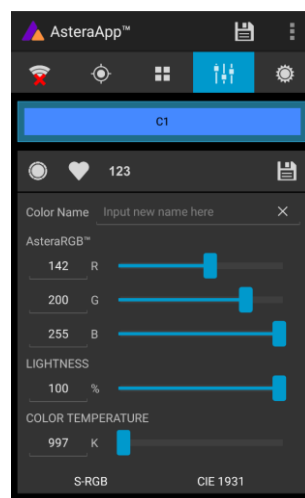 AsteraApp™
C1
123
Color Name Input new name here
AsteraRGB™
142 R
200 G
255 B
LIGHTNESS
100 %
COLOR TEMPERATURE
997 K
S-RGB CIE 1931